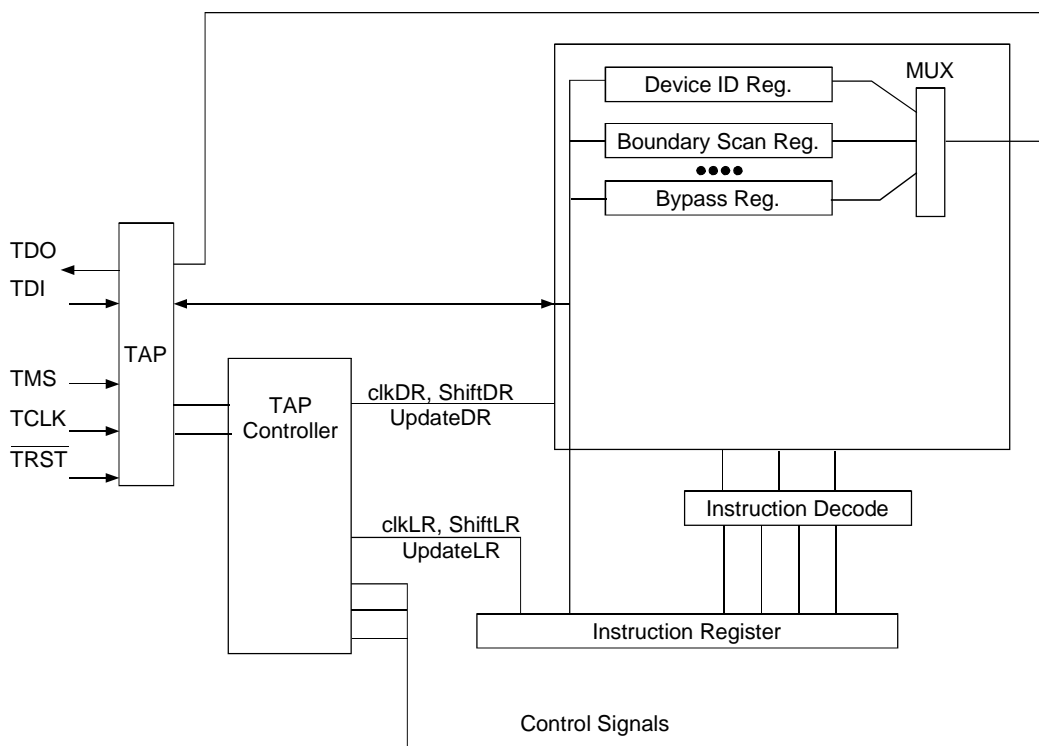 MUX
Device ID Reg.
Boundary Scan Reg.
Bypass Reg.
TDO
TDI
TAP
TMS
TCLK
TRST
TAP
Controller
clkDR, ShiftDR
UpdateDR
Instruction Decode
clkLR, ShiftLR
UpdateLR
Instruction Register
Control Signals